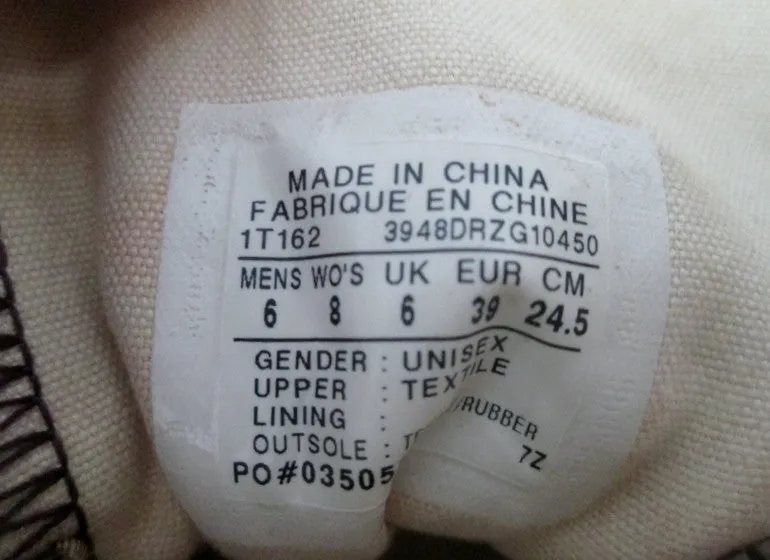 MADE IN CHINA
FABRIQUE EN CHINE
1T162 3948DRZG10450
MENS WO'S UK EUR CM
6 8 6 39 24.5
GENDER : UNISEX
UPPER : TEXTILE
LINING :
OUTSOLE : /RUBBER
PO#03505 7Z